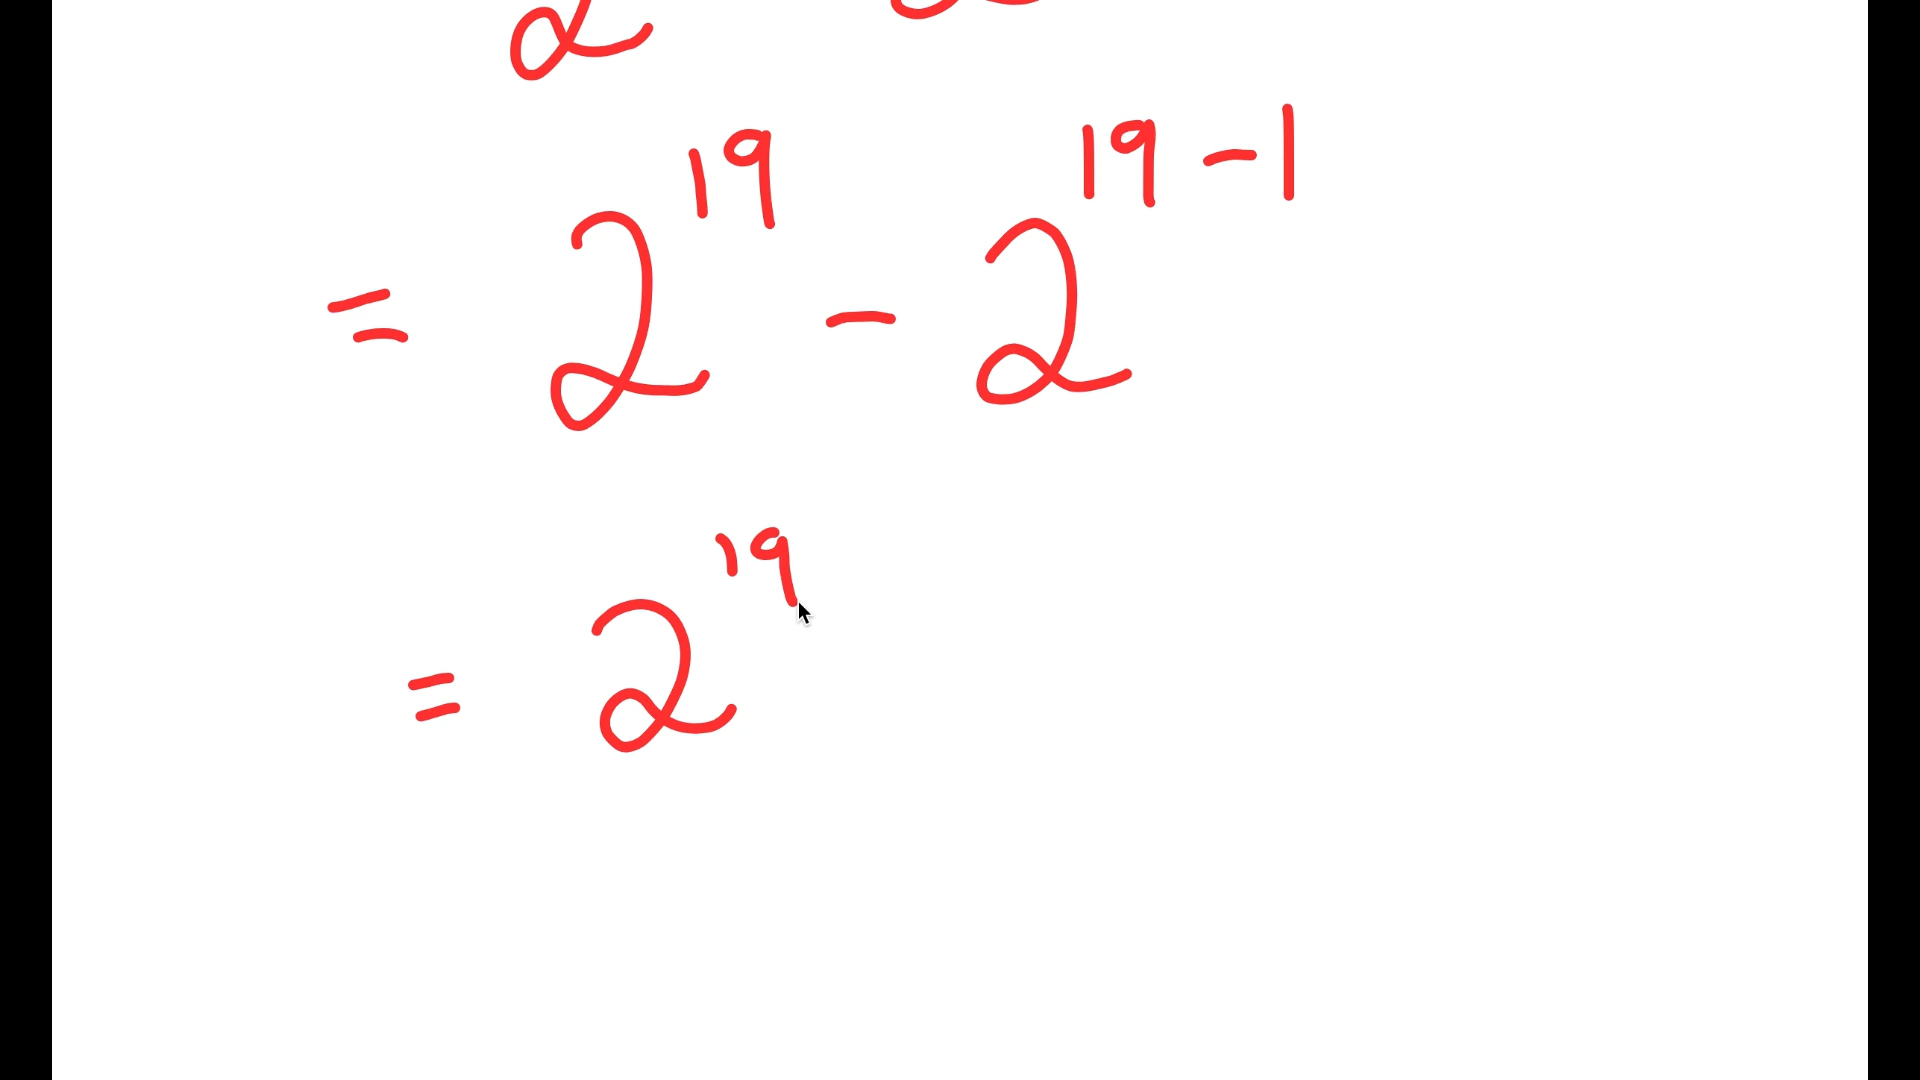 = 2^19 - 2^19-1
= 2^19